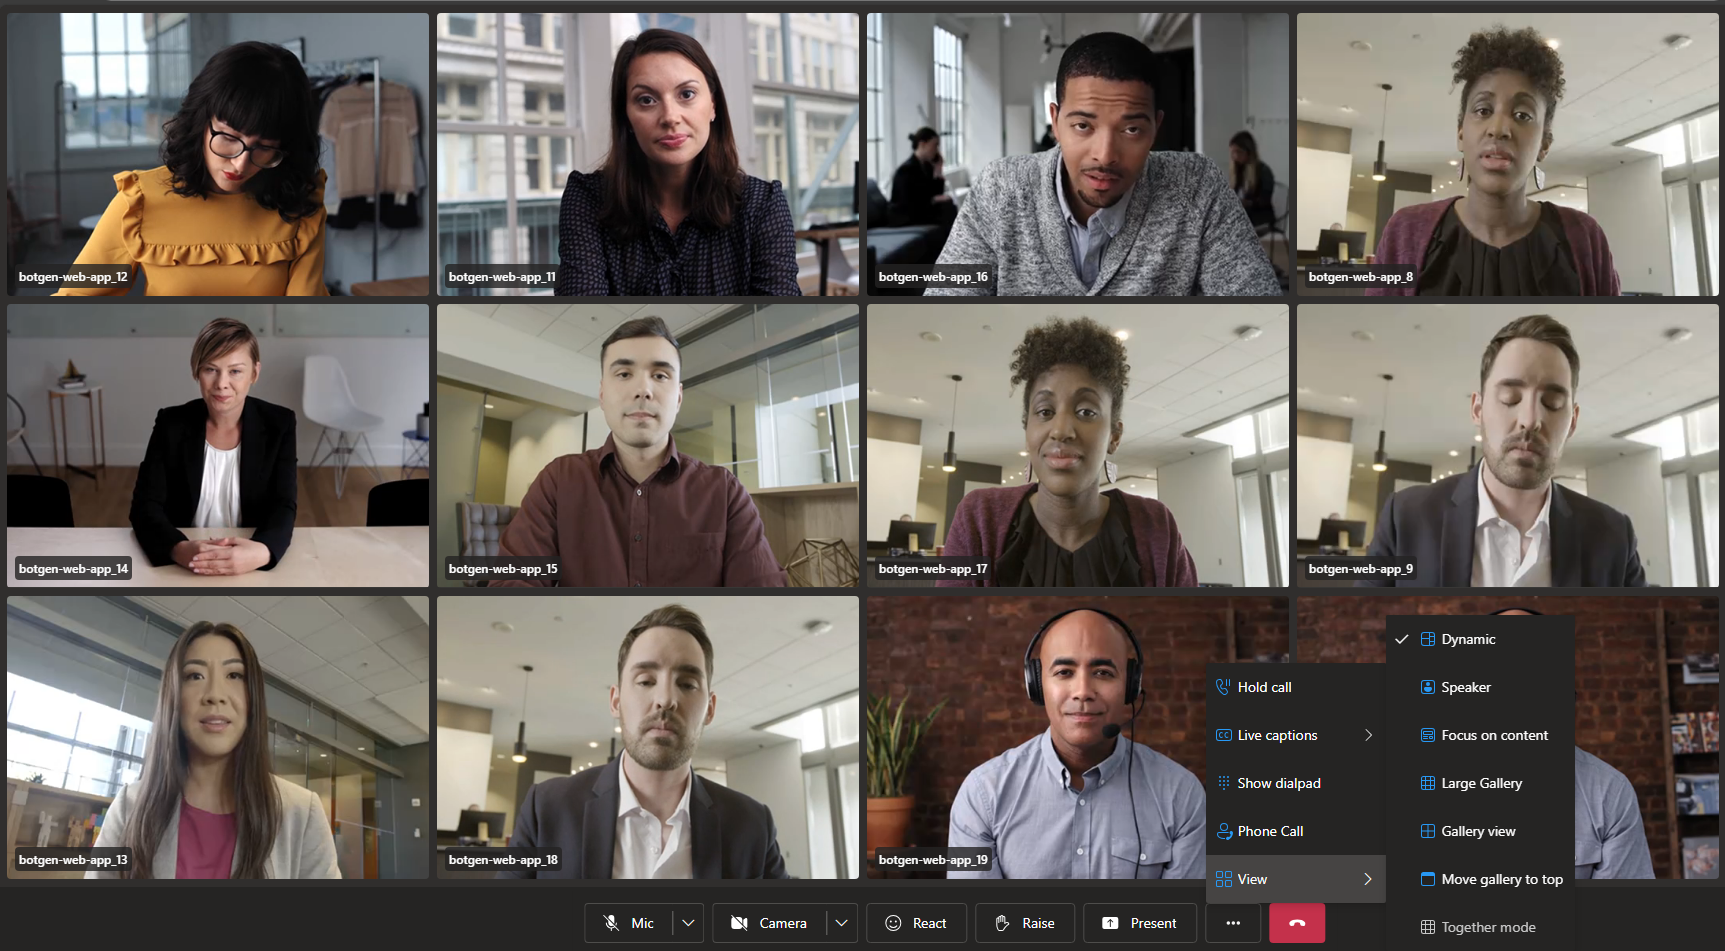 botgen-web-app_12
botgen-web-app_11
botgen-web-app_16
botgen-web-app_8
botgen-web-app_14
botgen-web-app_15
botgen-web-app_17
botgen-web-app_9
botgen-web-app_13
botgen-web-app_18
botgen-web-app_19
Hold call
CC Live captions
Show dialpad
Phone Call
View
Dynamic
Speaker
Focus on content
Large Gallery
Gallery view
Move gallery to top
Together mode
Mic
Camera
React
Raise
Present